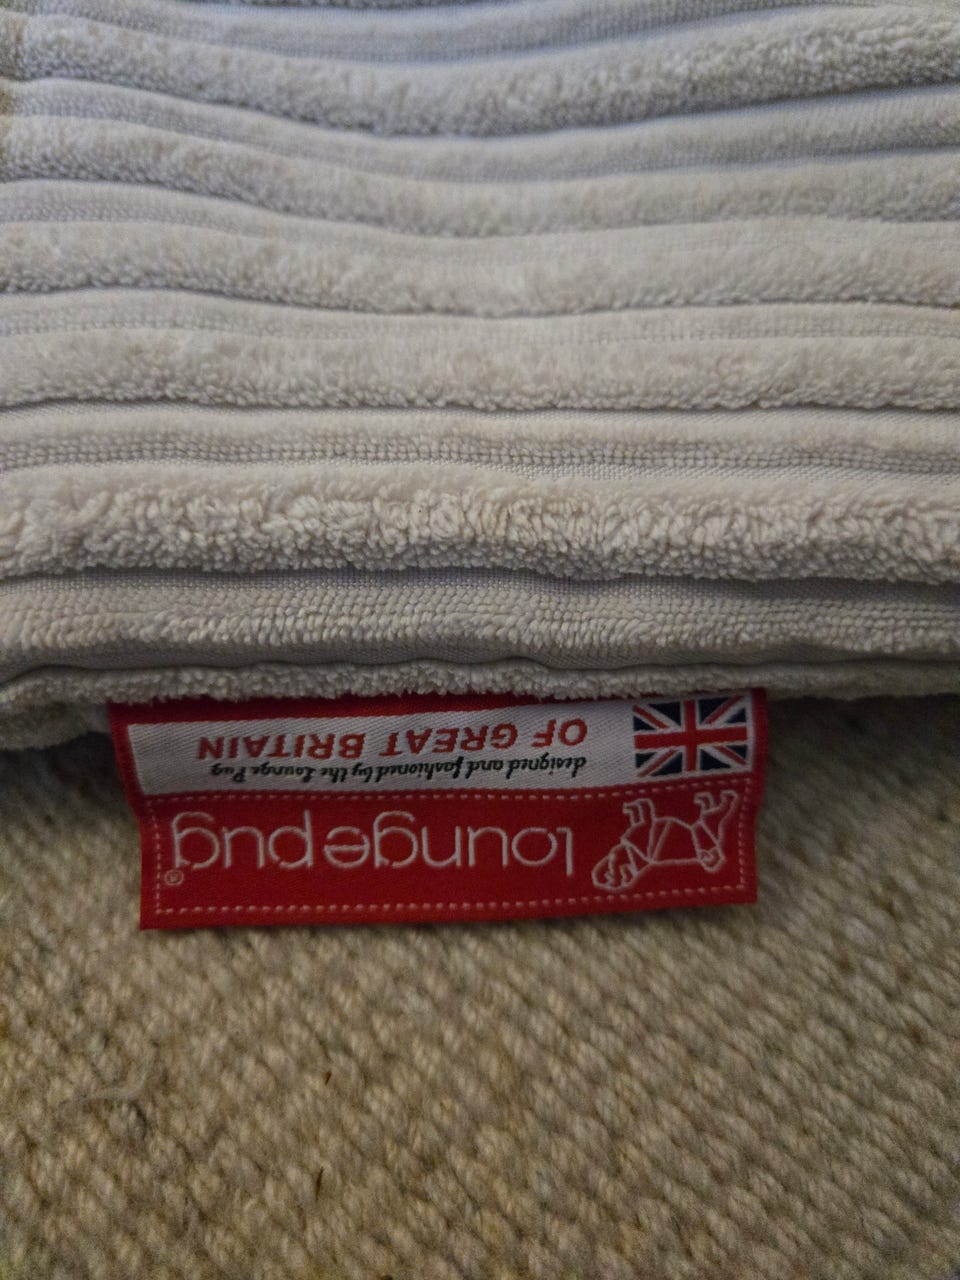 loungepug®
designed and fashioned by the Lounge Pug
OF GREAT BRITAIN